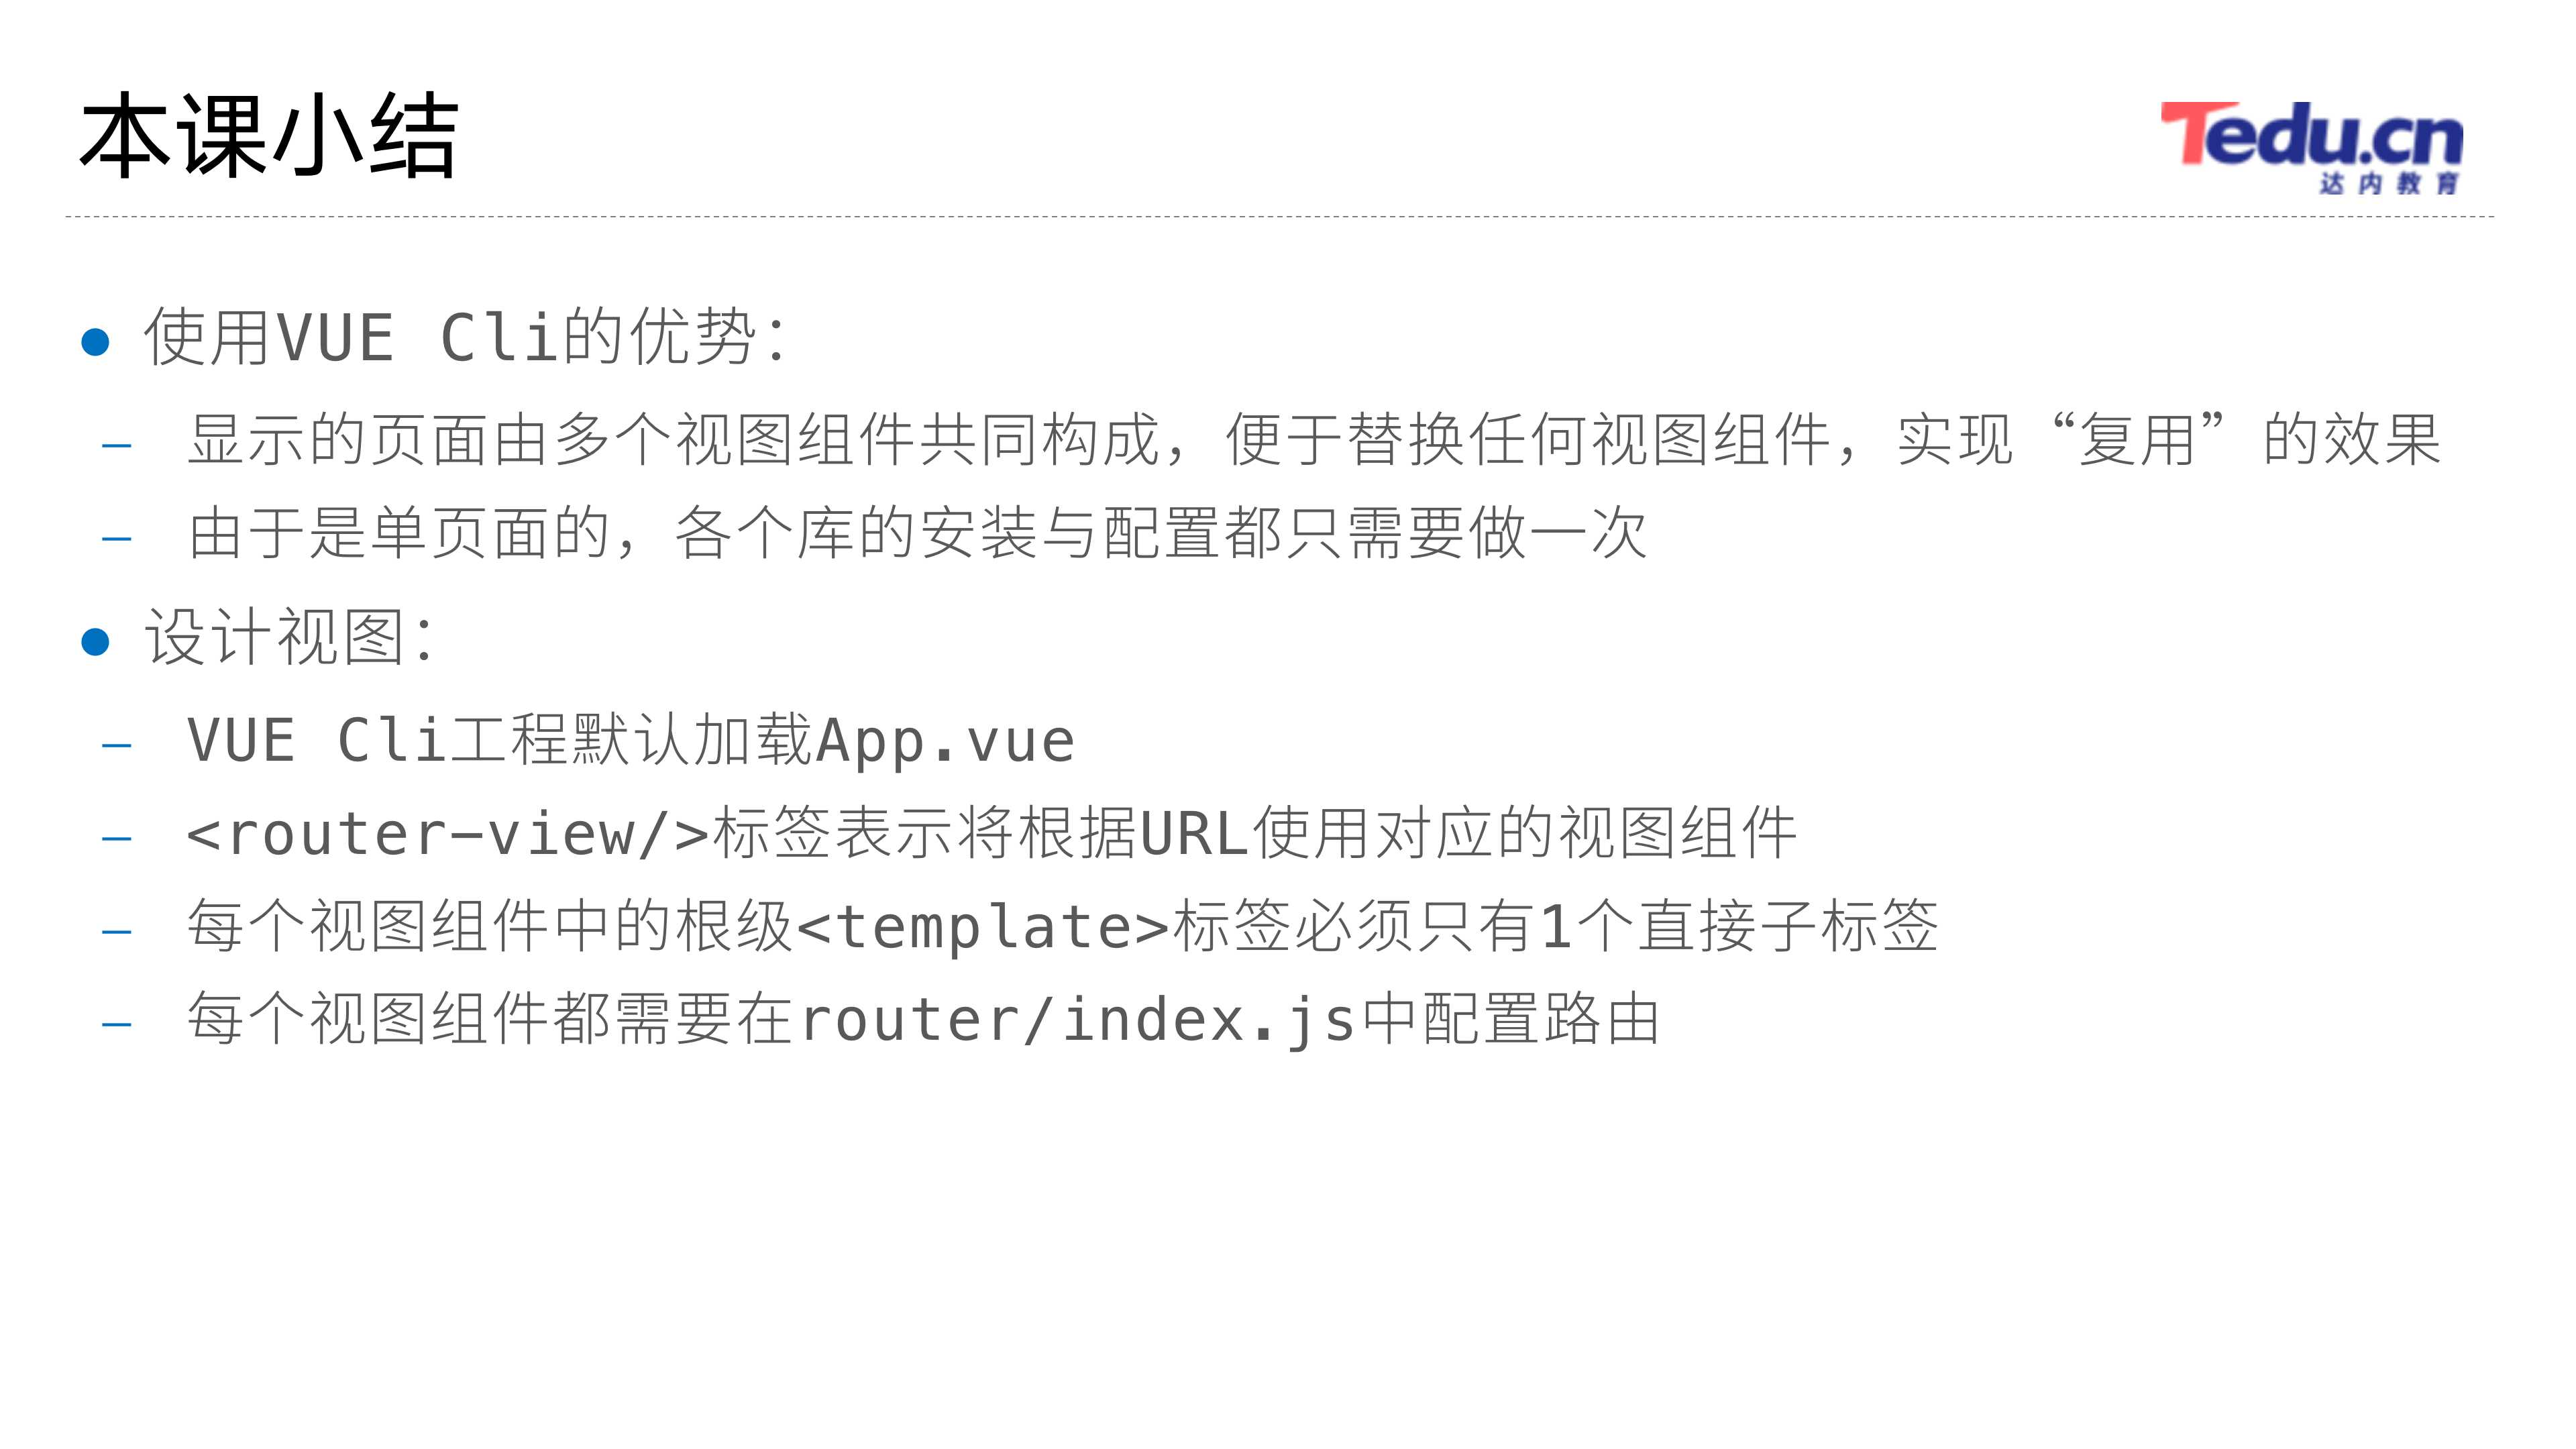 本课小结
Tedu.cn
达内教育
● 使用VUE Cli的优势：
– 显示的页面由多个视图组件共同构成，便于替换任何视图组件，实现“复用”的效果
– 由于是单页面的，各个库的安装与配置都只需要做一次
● 设计视图：
– VUE Cli工程默认加载App.vue
– <router-view/>标签表示将根据URL使用对应的视图组件
– 每个视图组件中的根级<template>标签必须只有1个直接子标签
– 每个视图组件都需要在router/index.js中配置路由